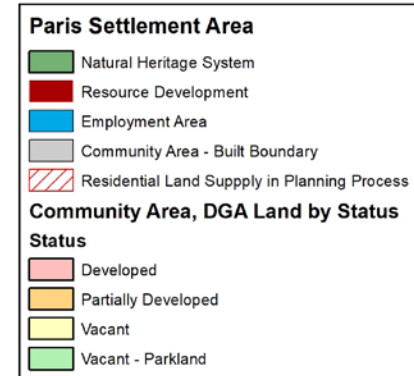 Paris Settlement Area
Natural Heritage System
Resource Development
Employment Area
Community Area - Built Boundary
Residential Land Suppply in Planning Process
Community Area, DGA Land by Status
Status
Developed
Partially Developed
Vacant
Vacant - Parkland